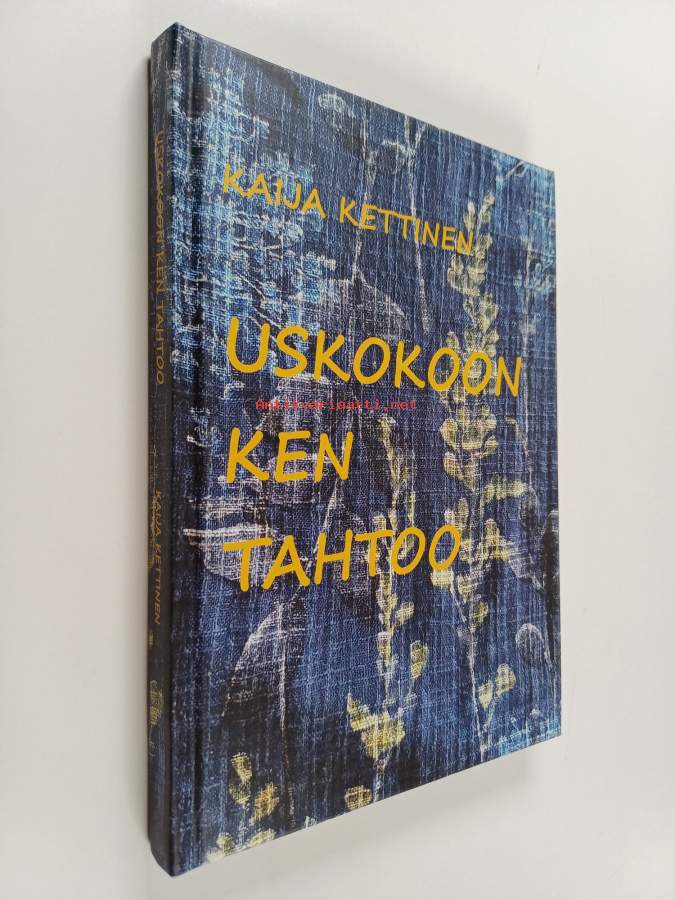 KAIJA KETTINEN
USKOKOON
KEN
TAHTOO
Antikvariaatti.net
USKOKOON KEN TAHTOO
KAIJA KETTINEN